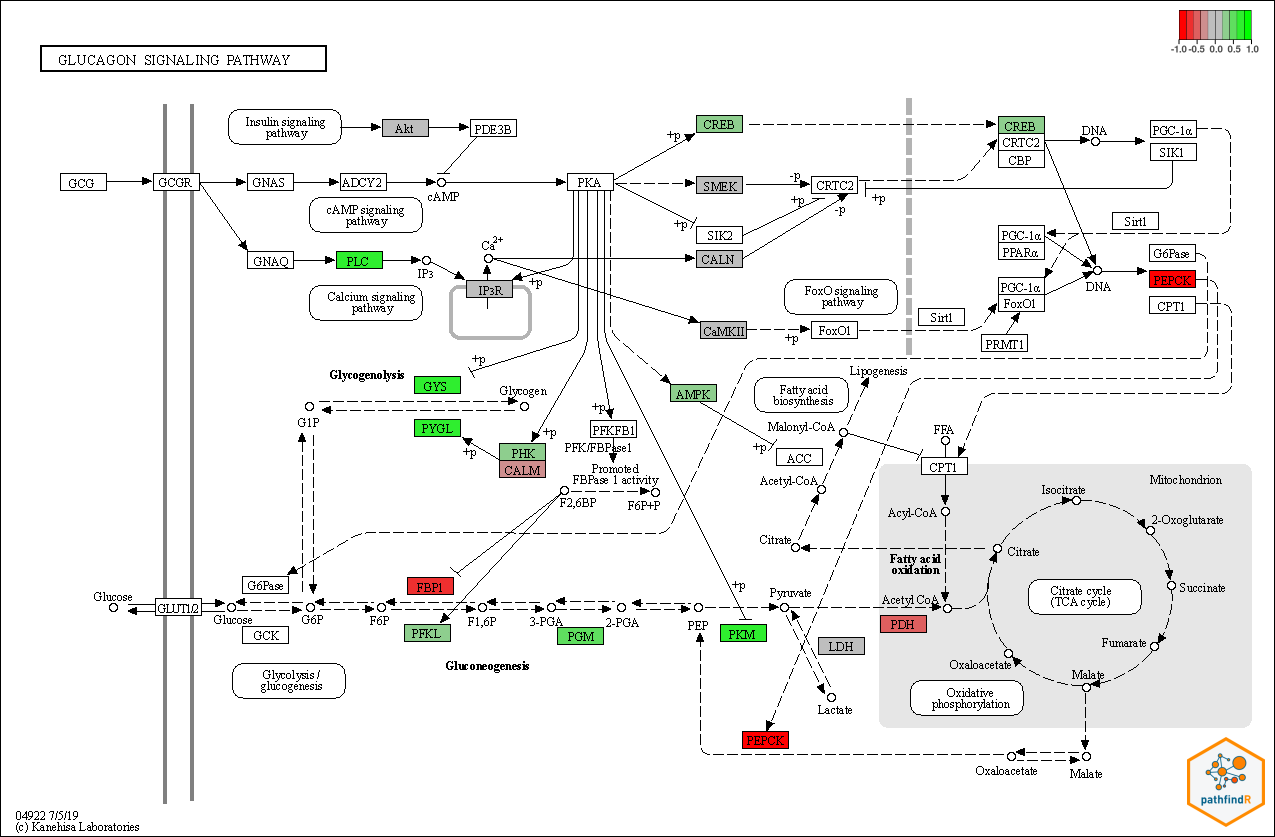 -1.0 -0.5 0.0 0.5 1.0
GLUCAGON SIGNALING PATHWAY
Insulin signaling
pathway
Akt
PDE3B
+p
CREB
CREB
CRTC2
CBP
DNA
PGC-1α
SIK1
GCG
GCGR
GNAS
ADCY2
cAMP
PKA
SMEK
-p
CRTC2
+p
+p
-p
cAMP signaling
pathway
+p
SIK2
Sirt1
PGC-1α
PPARα
GNAQ
PLC
IP3
Ca2+
CALN
G6Pase
IP3R
+p
DNA
PEPCK
Calcium signaling
pathway
FoxO signaling
pathway
PGC-1α
FoxO1
CPT1
CaMKII
+p
FoxO1
Sirt1
PRMT1
+p
Glycogenolysis
GYS
Glycogen
AMPK
Fatty acid
biosynthesis
Lipogenesis
G1P
PYGL
+p
+p
PHK
CALM
+p
PFKFB1
PFK/FBPase1
Promoted
FBPase 1 activity
F2,6BP
F6P+P
Malonyl-CoA
+p
ACC
FFA
CPT1
Acetyl-CoA
Acyl-CoA
Mitochondrion
Isocitrate
2-Oxoglutarate
Citrate
Fatty acid
oxidation
Citrate
G6Pase
FBP1
+p
Pyruvate
Acetyl CoA
Citrate cycle
(TCA cycle)
Succinate
Glucose
GLUT1/2
Glucose
G6P
F6P
F1,6P
3-PGA
2-PGA
PEP
GCK
PFKL
PGM
PKM
LDH
PDH
Fumarate
Gluconeogenesis
Oxaloacetate
Malate
Glycolysis /
glucogenesis
Oxidative
phosphorylation
Lactate
PEPCK
Oxaloacetate
Malate
pathfindR
04922 7/5/19
(c) Kanehisa Laboratories